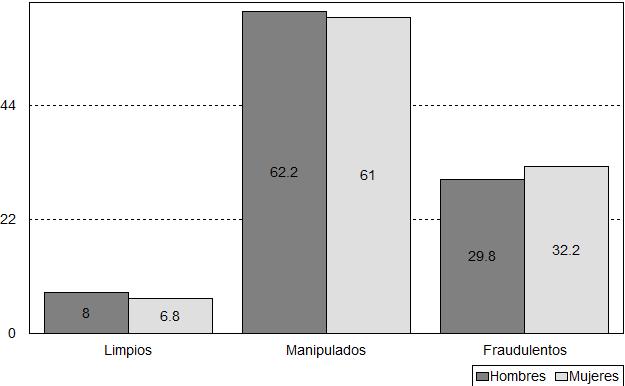 44
22
0
62.2
61
29.8
32.2
8
6.8
Limpios
Manipulados
Fraudulentos
Hombres
Mujeres